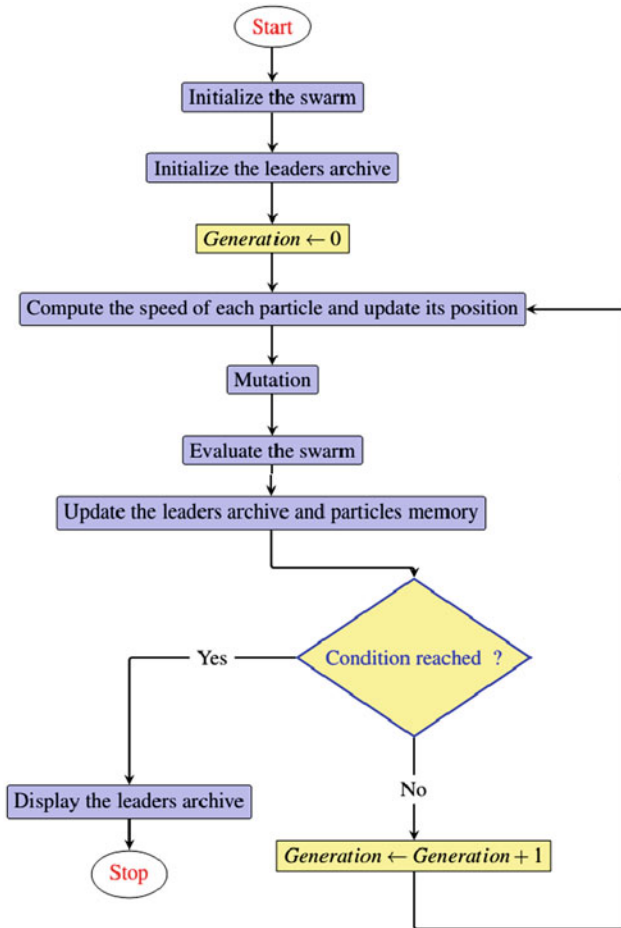 Start
Initialize the swarm
Initialize the leaders archive
Generation ← 0
Compute the speed of each particle and update its position
Mutation
Evaluate the swarm
Update the leaders archive and particles memory
Condition reached ?
Yes
No
Display the leaders archive
Generation ← Generation + 1
Stop